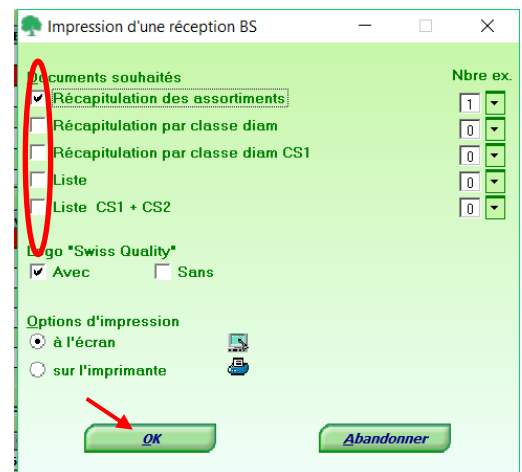 Impression d'une réception BS
Documents souhaités Nbre ex.
Récapitulation des assortiments 1
Récapitulation par classe diam 0
Récapitulation par classe diam CS1 0
Liste 0
Liste CS1 + CS2 0
Logo "Swiss Quality"
Avec Sans
Options d'impression
à l'écran
sur l'imprimante
OK Abandonner